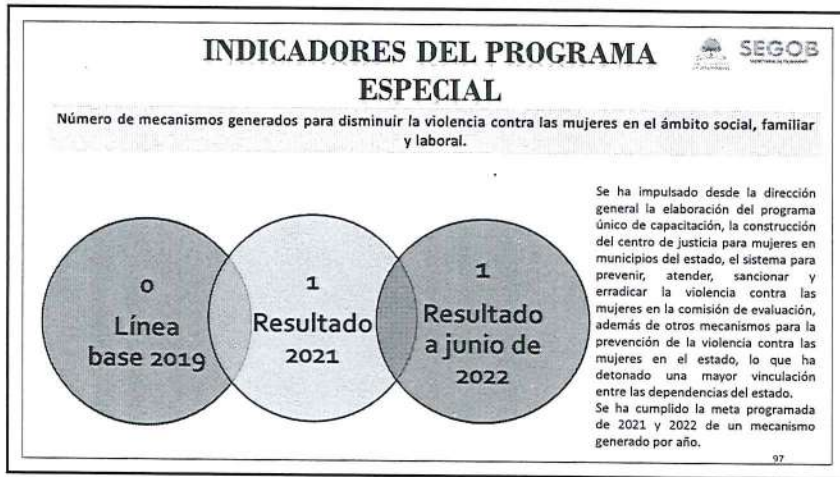 INDICADORES DEL PROGRAMA
ESPECIAL
SEGOB
Número de mecanismos generados para disminuir la violencia contra las mujeres en el ámbito social, familiar
y laboral.
0
Línea
base 2019
1
Resultado
2021
1
Resultado
a junio de
2022
Se ha impulsado desde la dirección
general la elaboración del programa
único de capacitación, la construcción
del centro de justicia para mujeres en
municipios del estado, el sistema para
prevenir, atender, sancionar y
erradicar la violencia contra las
mujeres en la comisión de evaluación,
además de otros mecanismos para la
prevención de la violencia contra las
mujeres en el estado, lo que ha
detonado una mayor vinculación
entre las dependencias del estado.
Se ha cumplido la meta programada
de 2021 y 2022 de un mecanismo
generado por año.
97